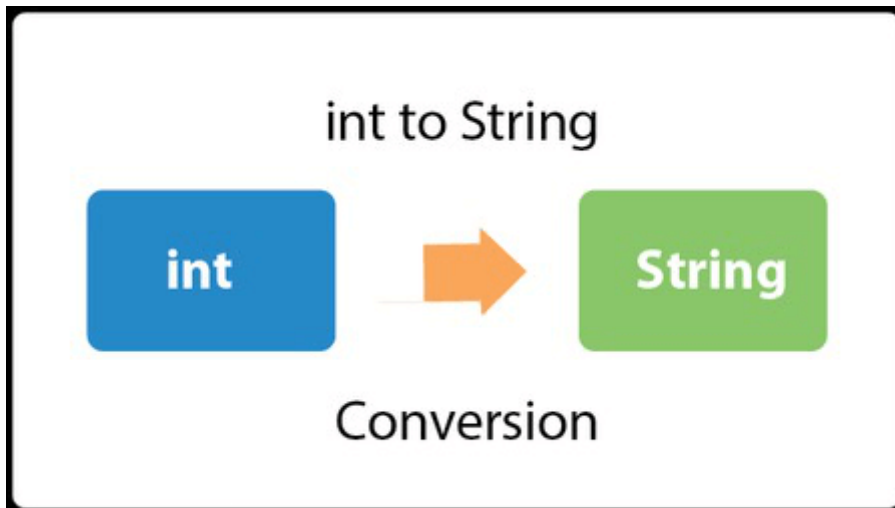 int to String
int
String
Conversion